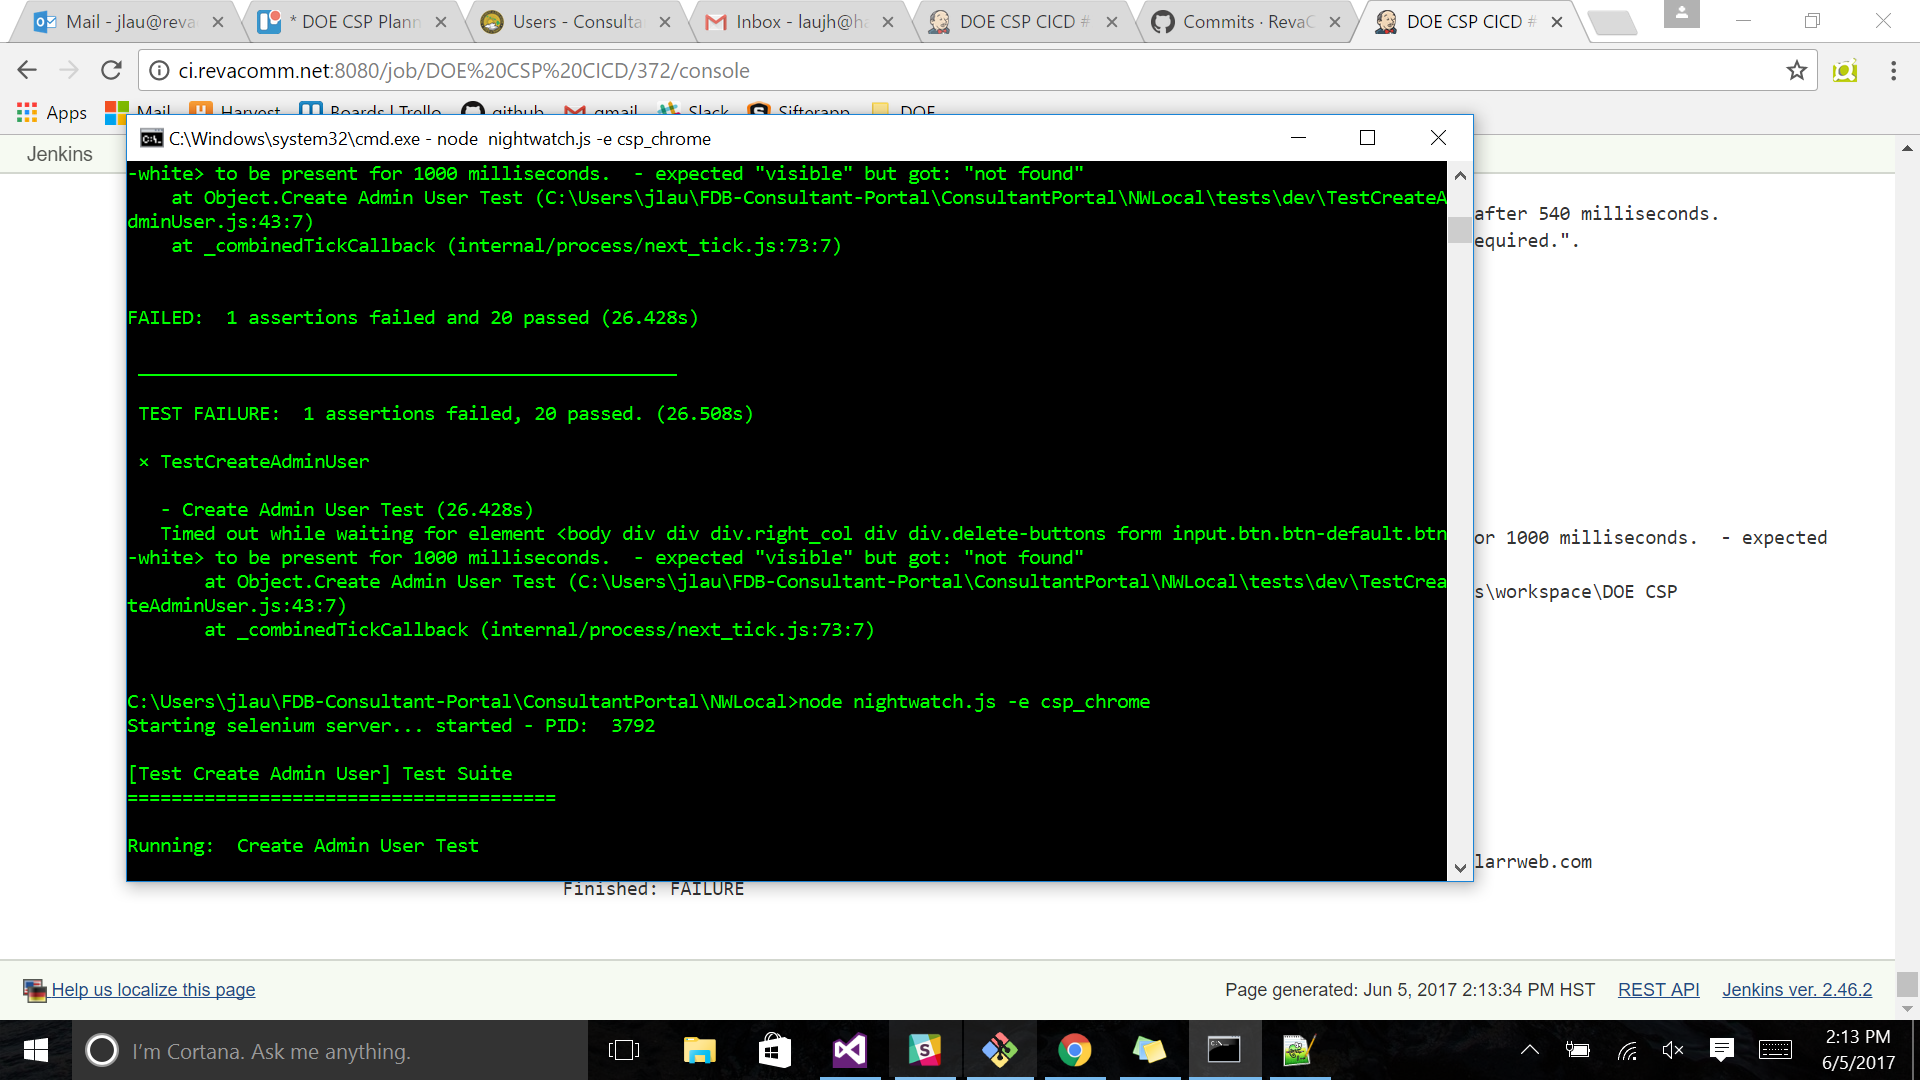 Mail - jlau@reva
* DOE CSP Plann
Users - Consulta
Inbox - laujh@ha
DOE CSP CICD #
Commits · RevaC
DOE CSP CICD #
ci.revacomm.net:8080/job/DOE%20CSP%20CICD/372/console
Apps
Mail
Harvest
Boards | Trello
github
gmail
Slack
Sifterapp
DOE
Jenkins
C:\Windows\system32\cmd.exe - node  nightwatch.js -e csp_chrome
-white> to be present for 1000 milliseconds.  - expected "visible" but got: "not found"
at Object.Create Admin User Test (C:\Users\jlau\FDB-Consultant-Portal\ConsultantPortal\NWLocal\tests\dev\TestCreateA
dminUser.js:43:7)
at _combinedTickCallback (internal/process/next_tick.js:73:7)
FAILED:  1 assertions failed and 20 passed (26.428s)
TEST FAILURE:  1 assertions failed, 20 passed. (26.508s)
× TestCreateAdminUser
- Create Admin User Test (26.428s)
Timed out while waiting for element <body div div div.right_col div div.delete-buttons form input.btn.btn-default.btn
-white> to be present for 1000 milliseconds.  - expected "visible" but got: "not found"
at Object.Create Admin User Test (C:\Users\jlau\FDB-Consultant-Portal\ConsultantPortal\NWLocal\tests\dev\TestCrea
teAdminUser.js:43:7)
at _combinedTickCallback (internal/process/next_tick.js:73:7)
C:\Users\jlau\FDB-Consultant-Portal\ConsultantPortal\NWLocal>node nightwatch.js -e csp_chrome
Starting selenium server... started - PID:  3792
[Test Create Admin User] Test Suite
=======================================
Running:  Create Admin User Test
after 540 milliseconds.
equired.".
or 1000 milliseconds.  - expected
s\workspace\DOE CSP
larrweb.com
Finished: FAILURE
Help us localize this page
Page generated: Jun 5, 2017 2:13:34 PM HST
REST API
Jenkins ver. 2.46.2
I'm Cortana. Ask me anything.
2:13 PM
6/5/2017